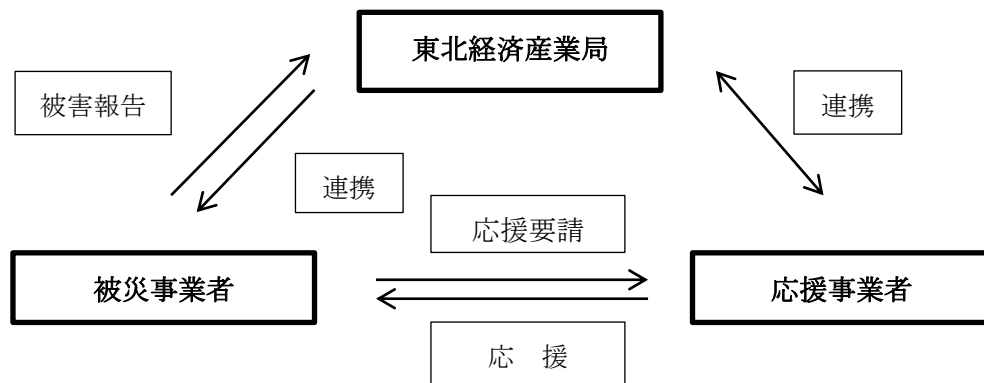 東北経済産業局
被害報告
連携
連携
応援要請
被災事業者
応援事業者
応　援